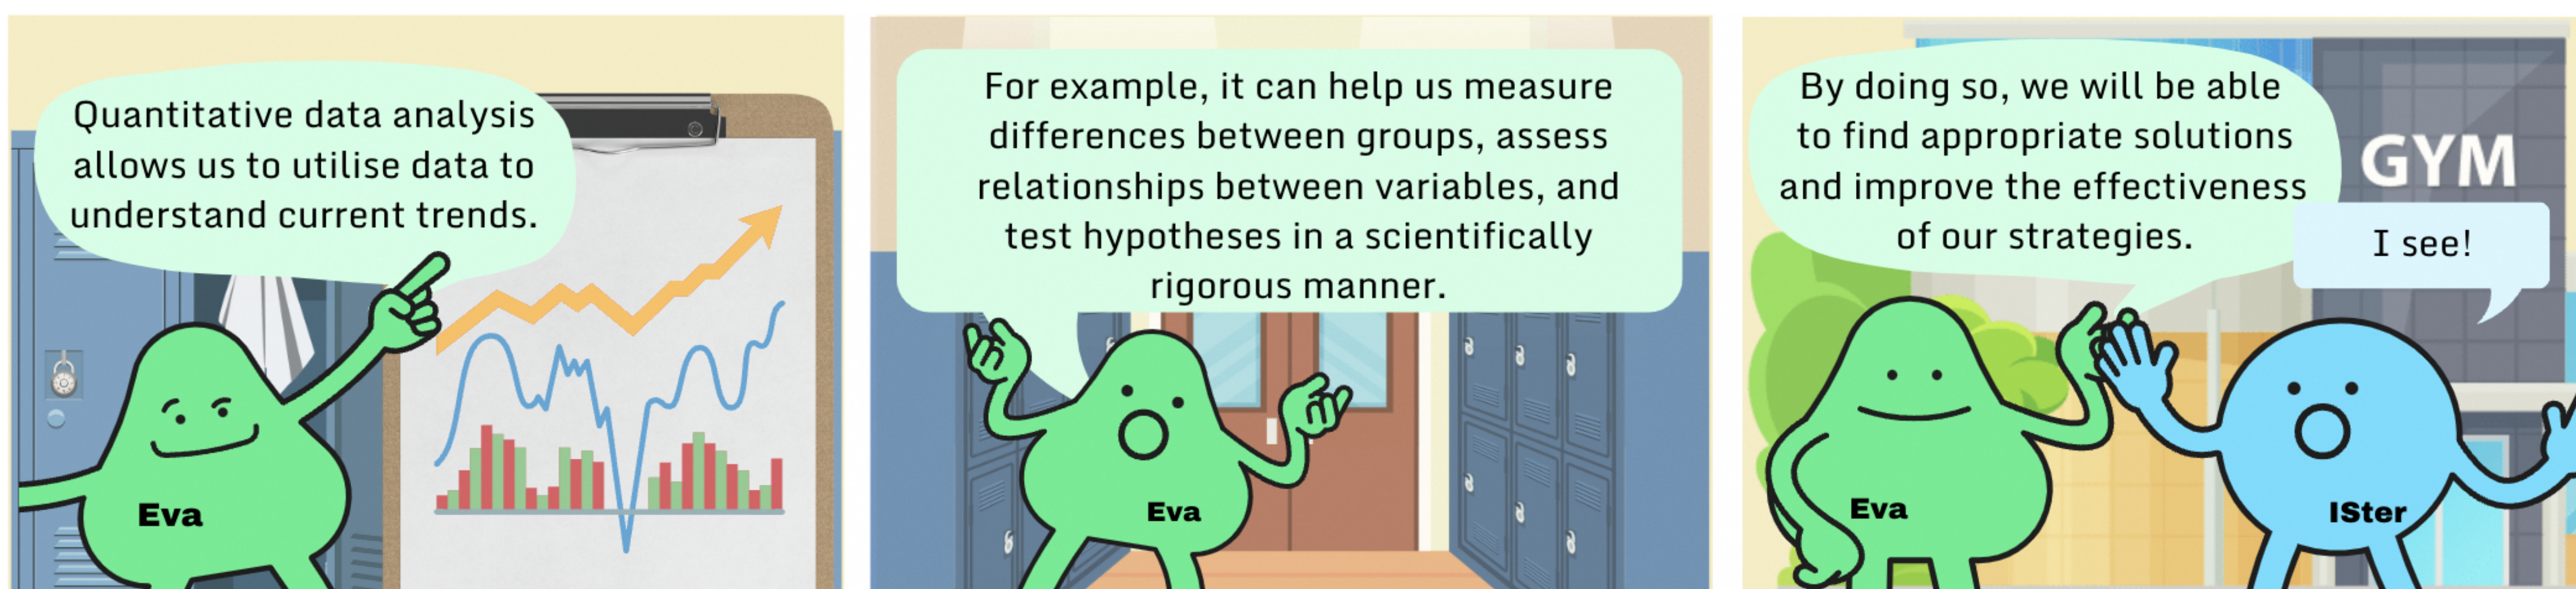 Quantitative data analysis
allows us to utilise data to
understand current trends.
Eva
For example, it can help us measure
differences between groups, assess
relationships between variables, and
test hypotheses in a scientifically
rigorous manner.
Eva
By doing so, we will be able
to find appropriate solutions
and improve the effectiveness
of our strategies.
GYM
I see!
Eva
ISter